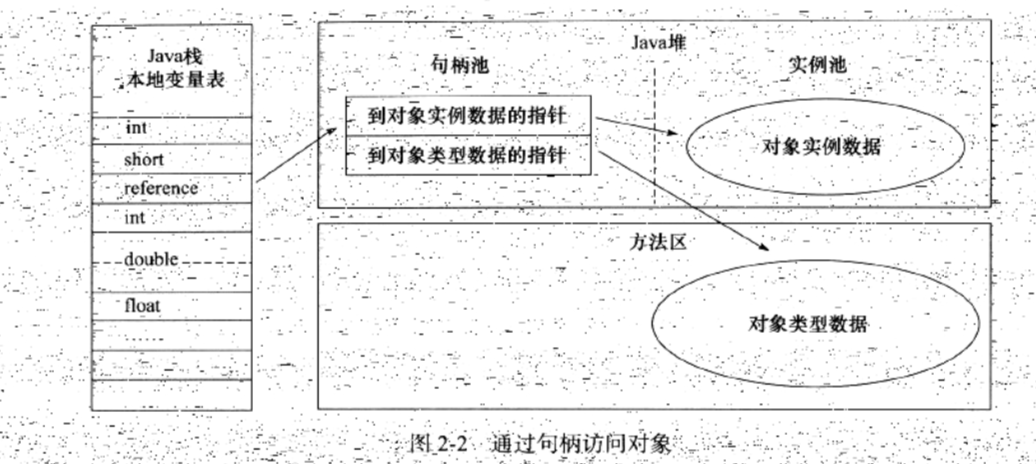 Java栈
本地变量表
int
short
reference
int
double
float
……
Java堆
句柄池
实例池
到对象实例数据的指针
到对象类型数据的指针
对象实例数据
方法区
对象类型数据
图 2-2 通过句柄访问对象